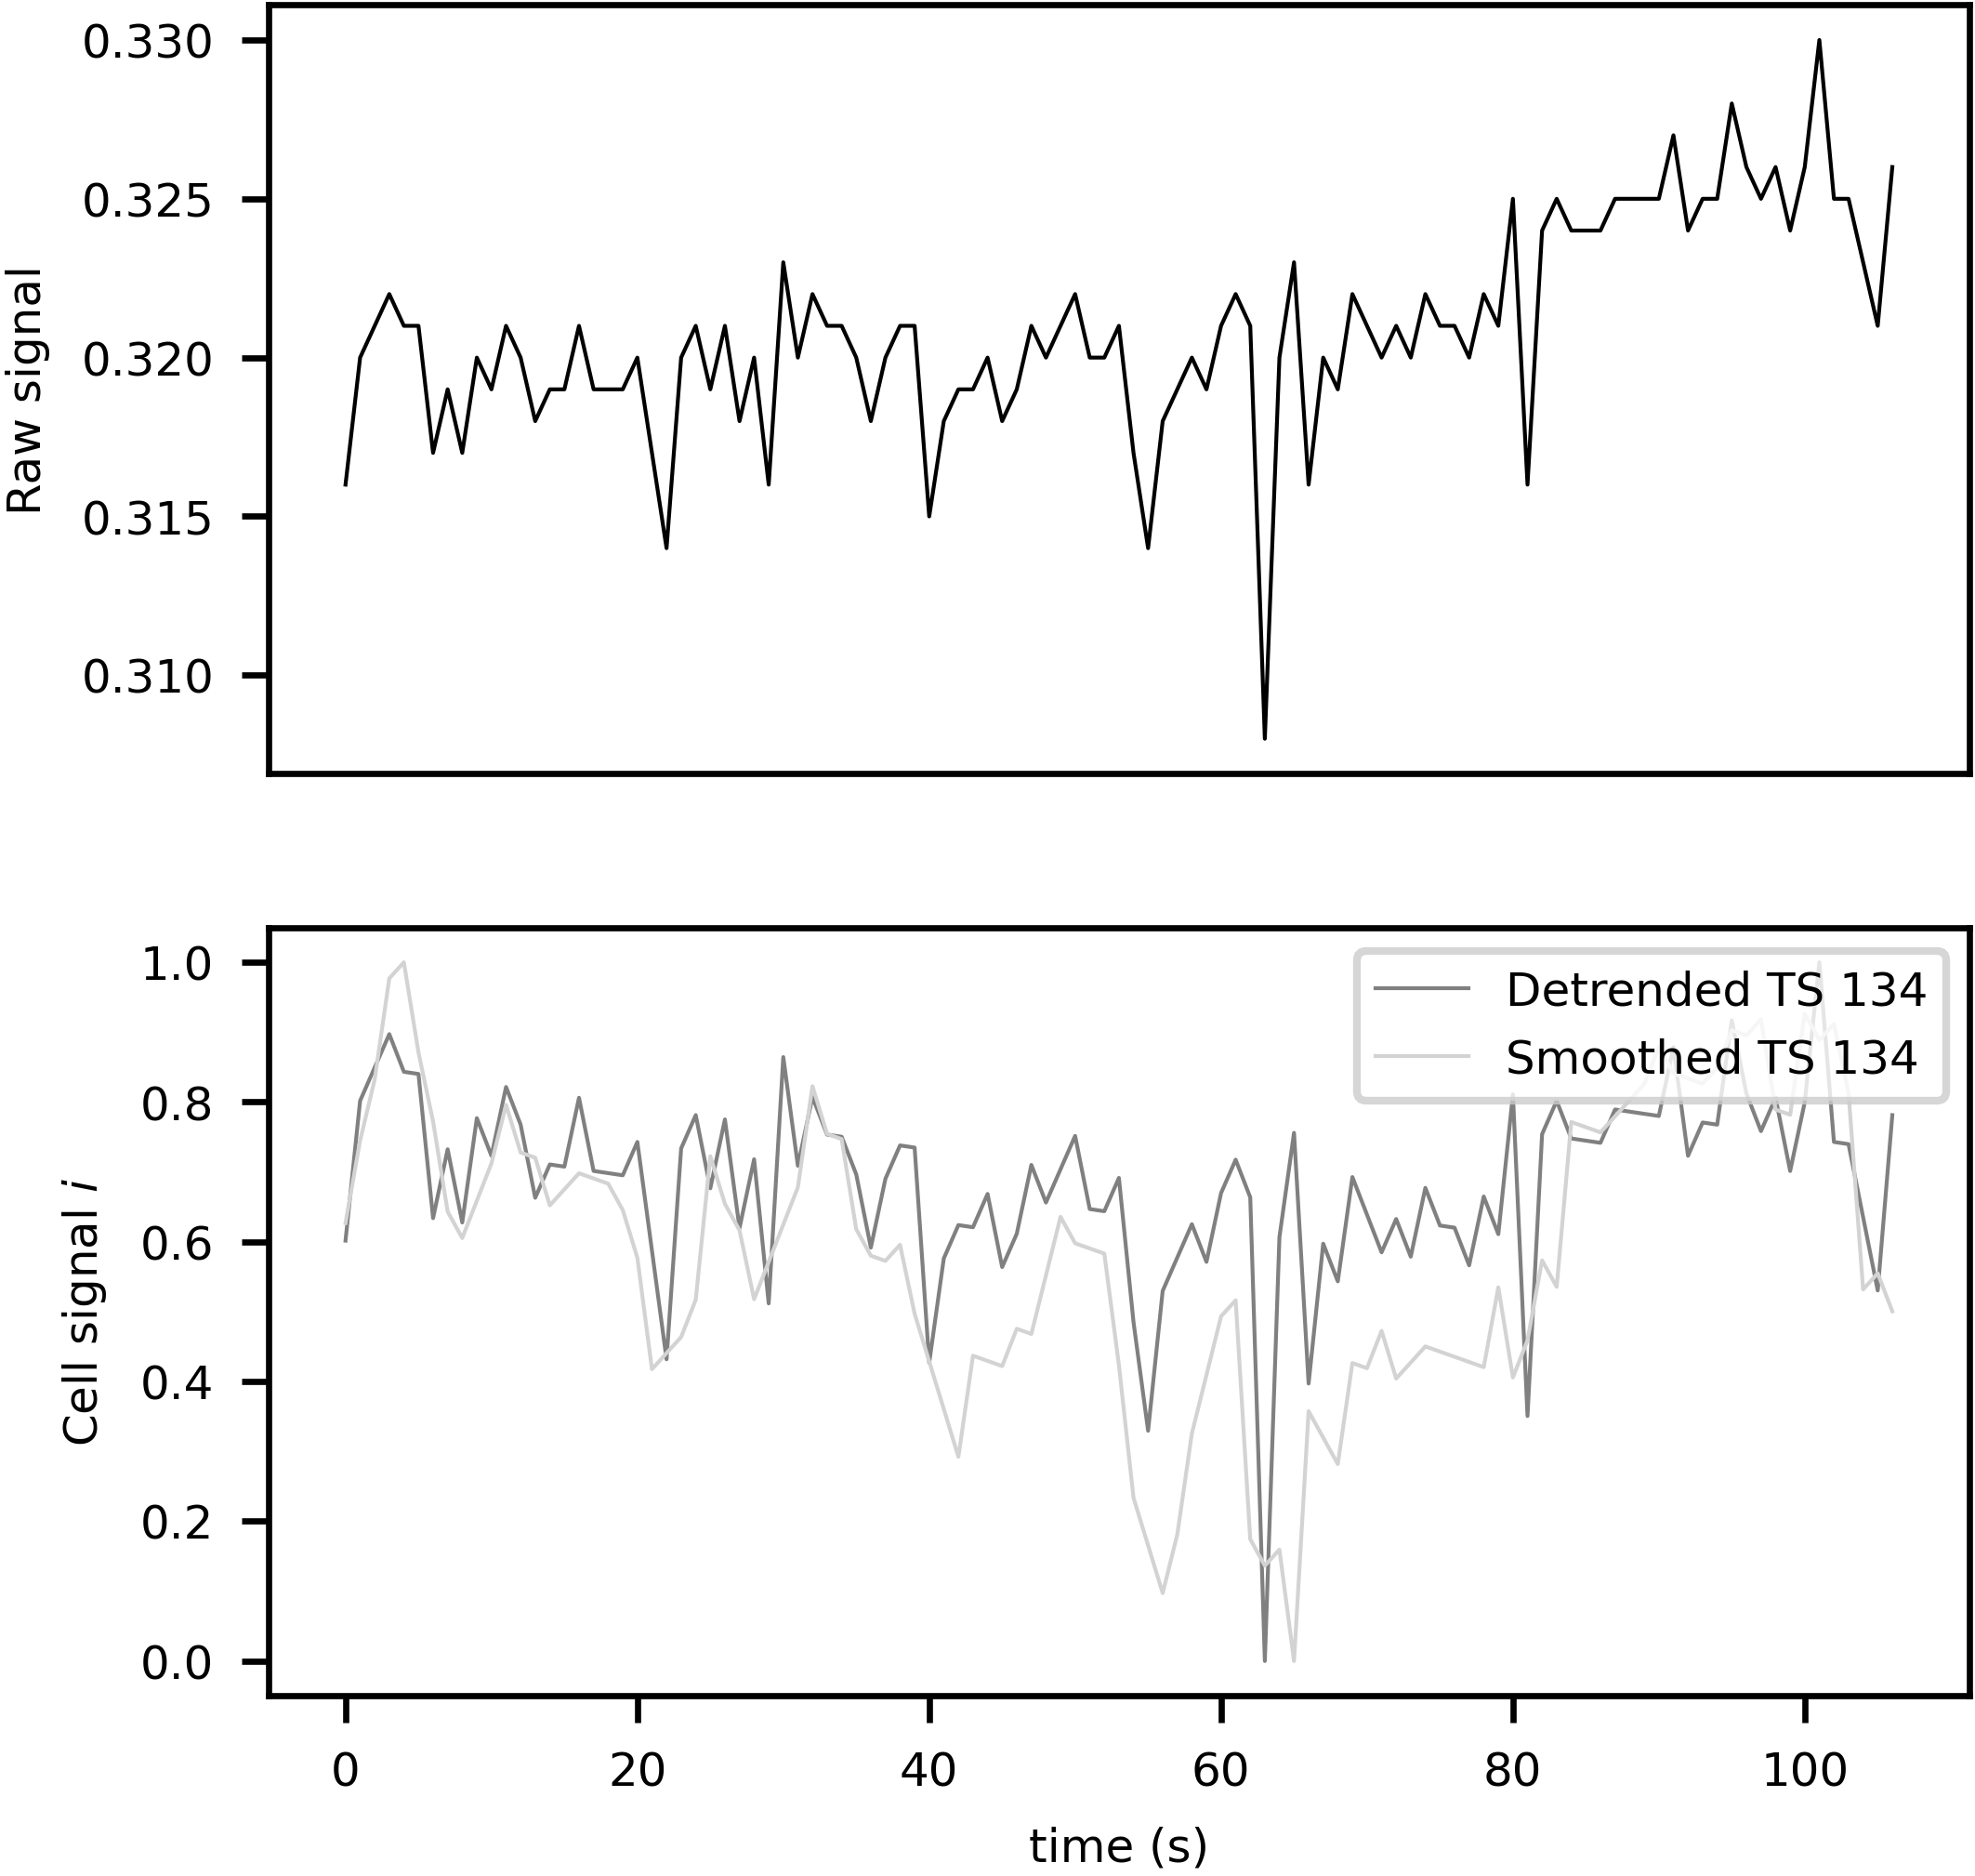 0.330
0.325
0.320
0.315
0.310
Raw signal
1.0
0.8
0.6
0.4
0.2
0.0
Cell signal i
Detrended TS 134
Smoothed TS 134
0 20 40 60 80 100
time (s)